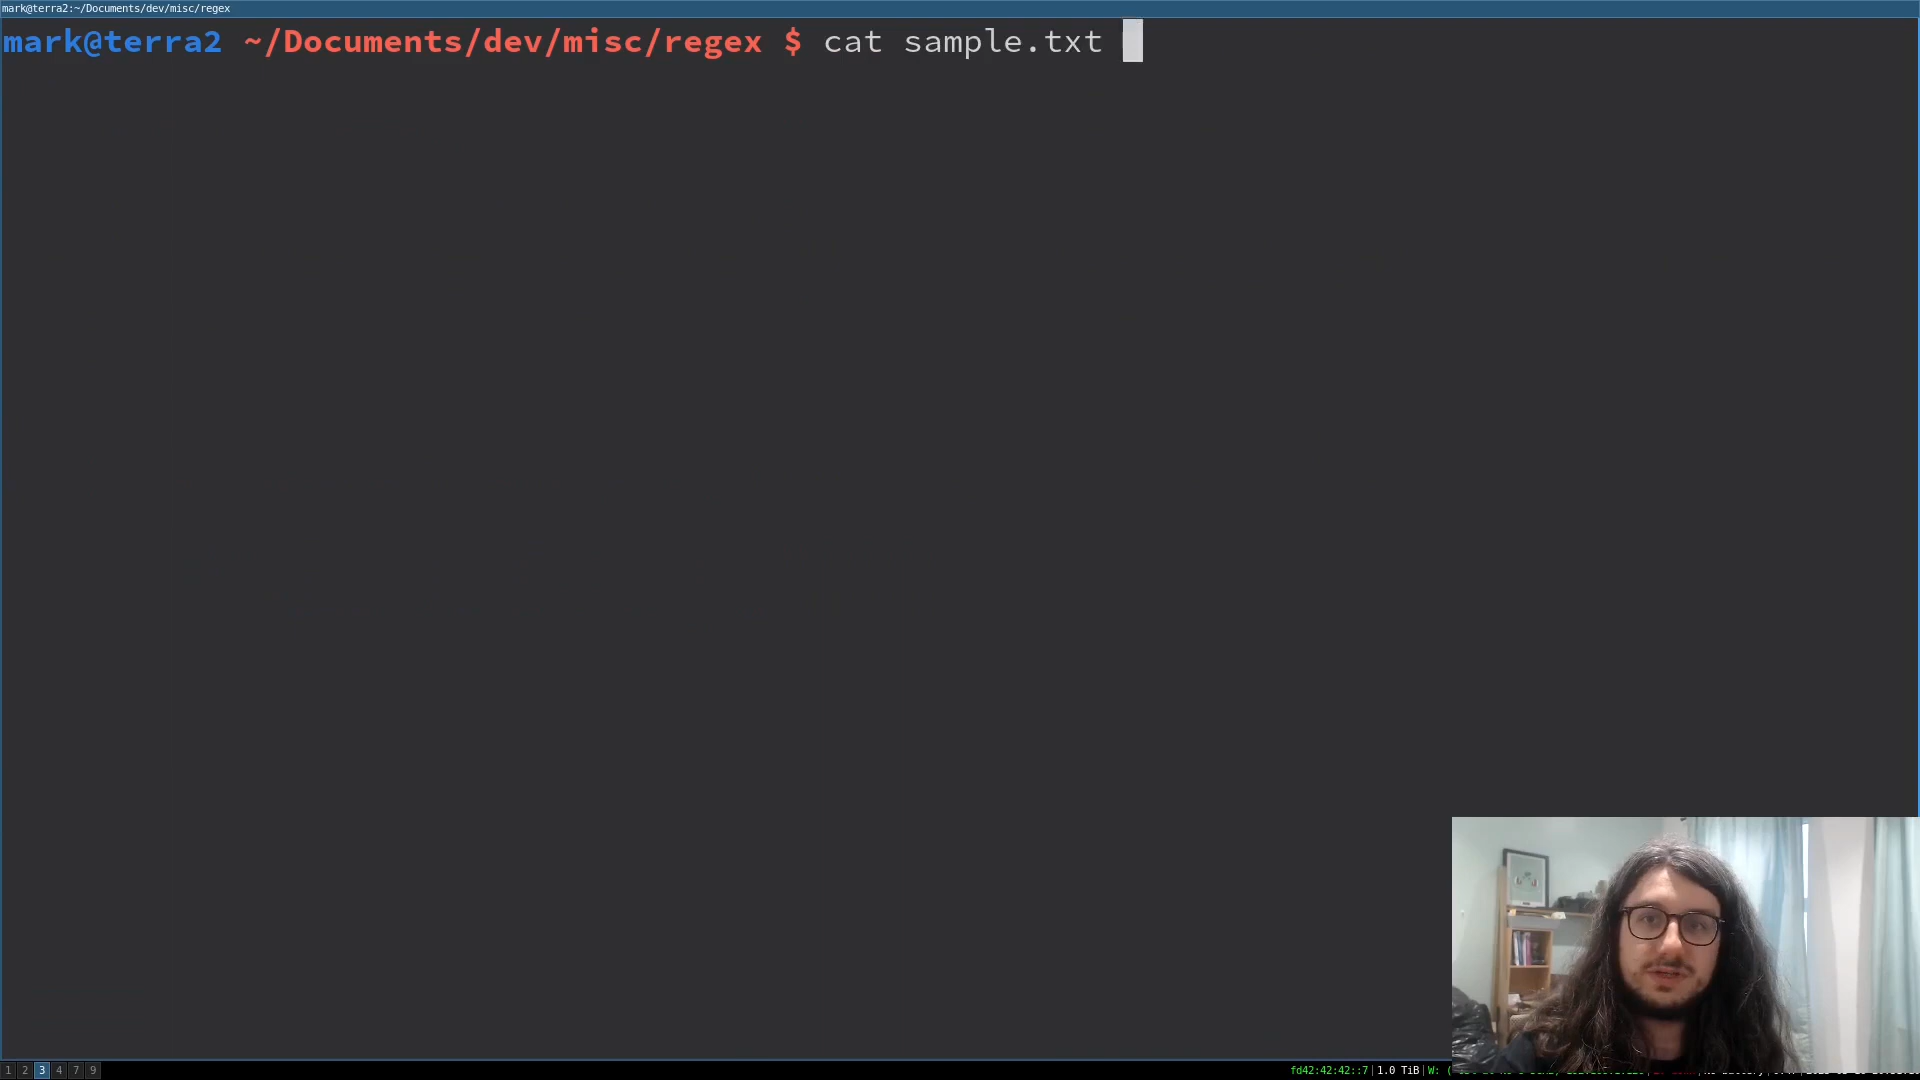 mark@terra2:~/Documents/dev/misc/regex
mark@terra2 ~/Documents/dev/misc/regex $ cat sample.txt
1 2 3 4 7 9
fd42:42:42::7|1.0 TiB|W: (